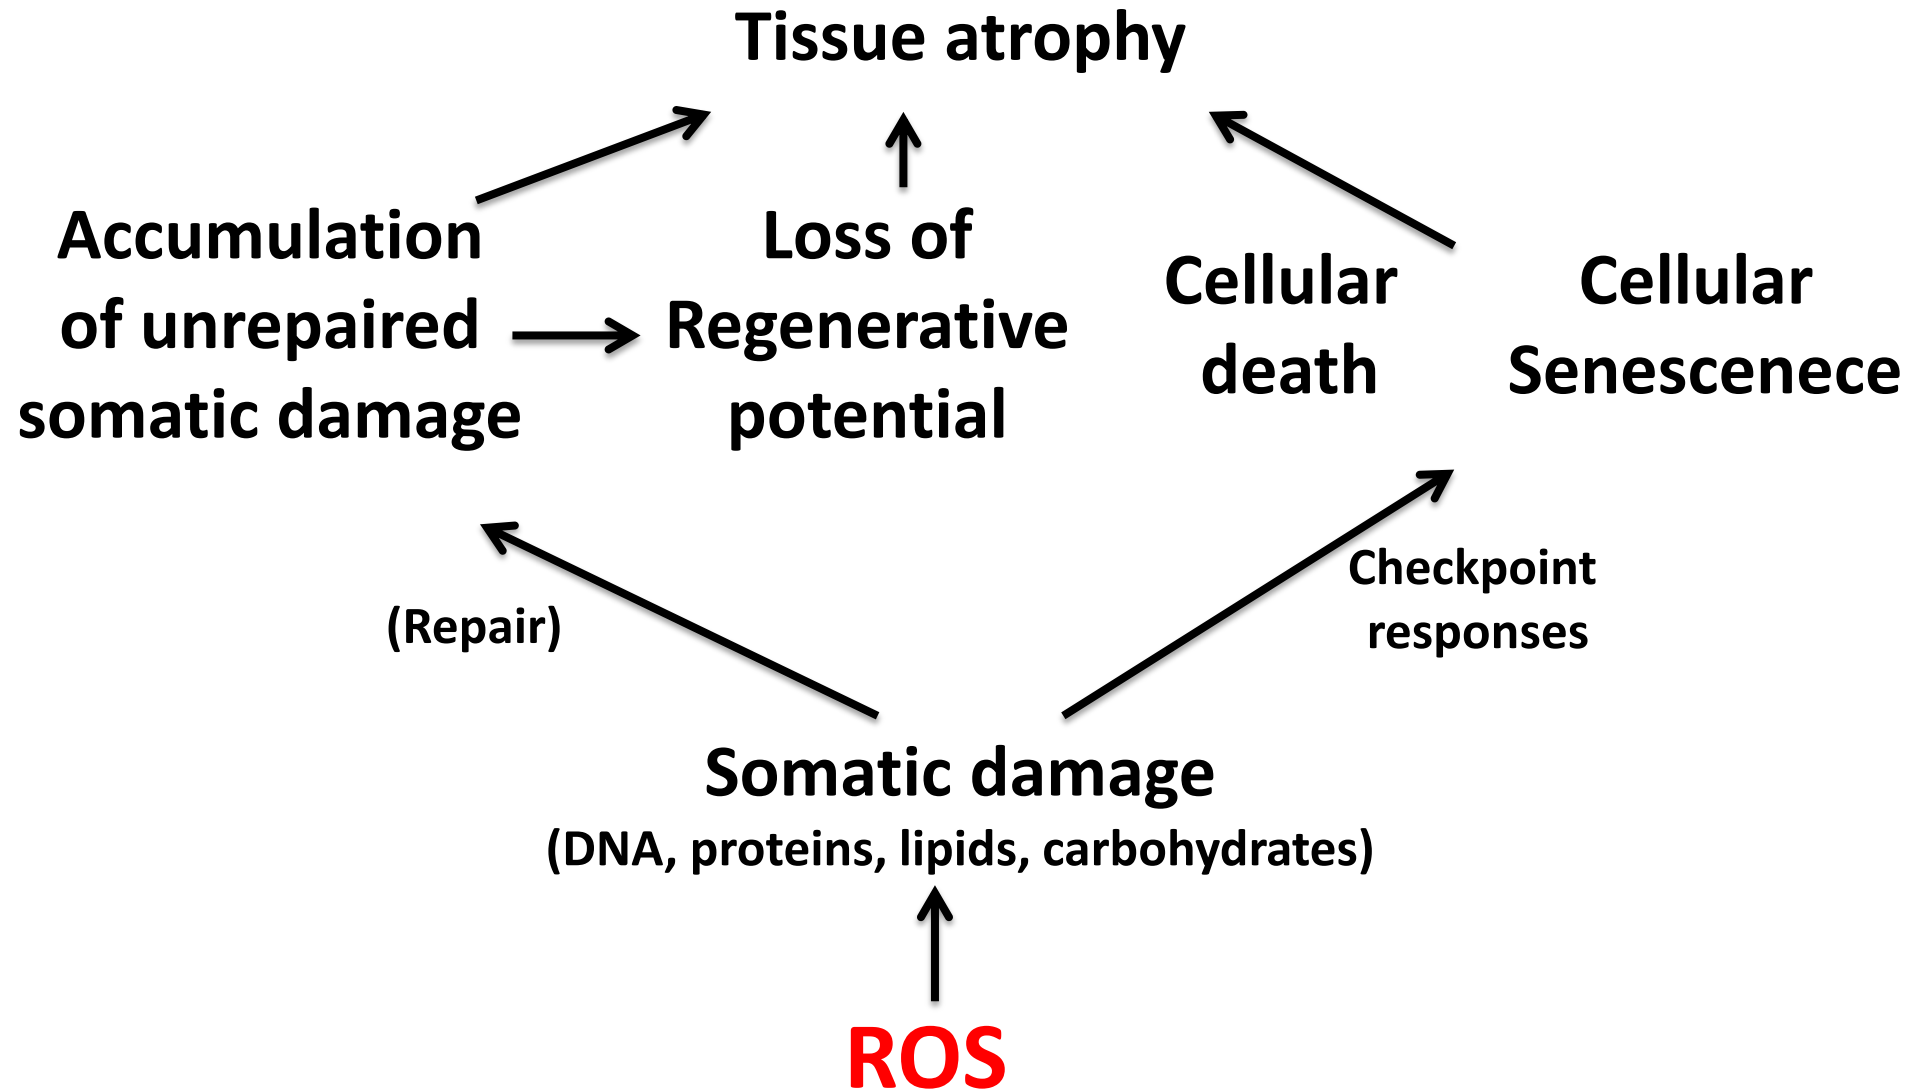 Tissue atrophy
Accumulation
of unrepaired
somatic damage
Loss of
Regenerative
potential
Cellular
death
Cellular
Senescenece
(Repair)
Checkpoint
responses
Somatic damage
(DNA, proteins, lipids, carbohydrates)
ROS